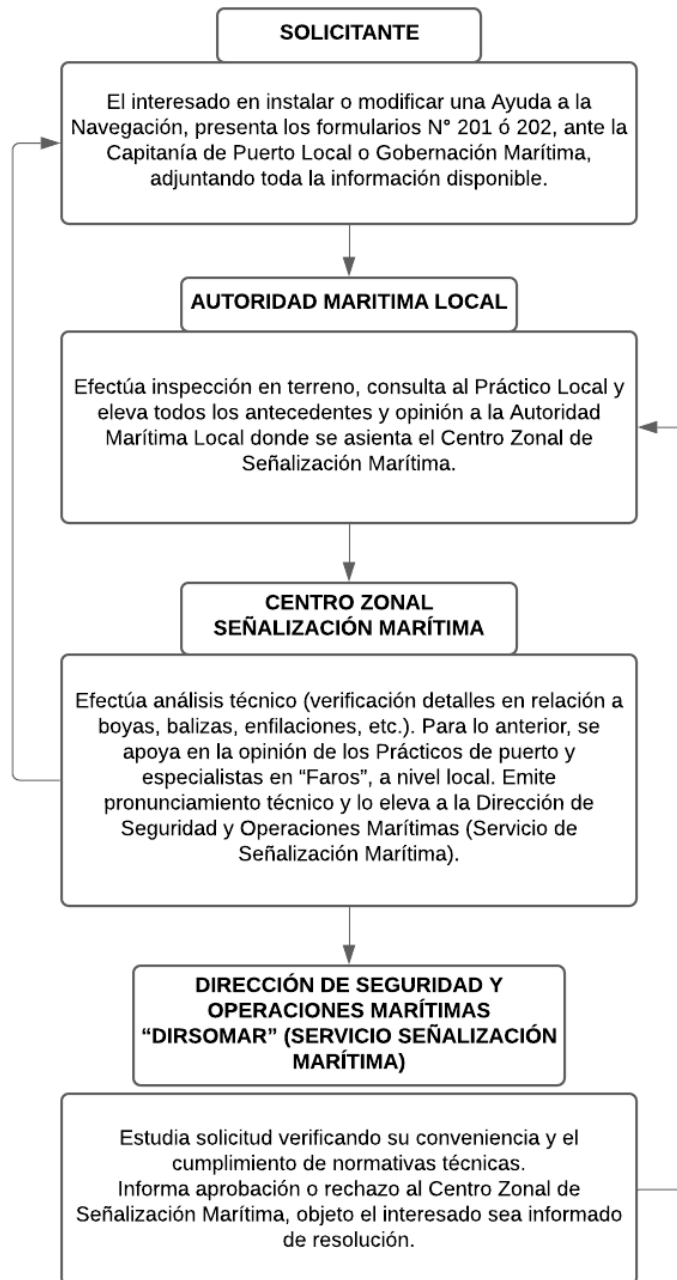 SOLICITANTE
El interesado en instalar o modificar una Ayuda a la
Navegación, presenta los formularios N° 201 ó 202, ante la
Capitanía de Puerto Local o Gobernación Marítima,
adjuntando toda la información disponible.
AUTORIDAD MARITIMA LOCAL
Efectúa inspección en terreno, consulta al Práctico Local y
eleva todos los antecedentes y opinión a la Autoridad
Marítima Local donde se asienta el Centro Zonal de
Señalización Marítima.
CENTRO ZONAL
SEÑALIZACIÓN MARÍTIMA
Efectúa análisis técnico (verificación detalles en relación a
boyas, balizas, enfilaciones, etc.). Para lo anterior, se
apoya en la opinión de los Prácticos de puerto y
especialistas en “Faros”, a nivel local. Emite
pronunciamiento técnico y lo eleva a la Dirección de
Seguridad y Operaciones Marítimas (Servicio de
Señalización Marítima).
DIRECCIÓN DE SEGURIDAD Y
OPERACIONES MARÍTIMAS
“DIRSOMAR” (SERVICIO SEÑALIZACIÓN
MARÍTIMA)
Estudia solicitud verificando su conveniencia y el
cumplimiento de normativas técnicas.
Informa aprobación o rechazo al Centro Zonal de
Señalización Marítima, objeto el interesado sea informado
de resolución.